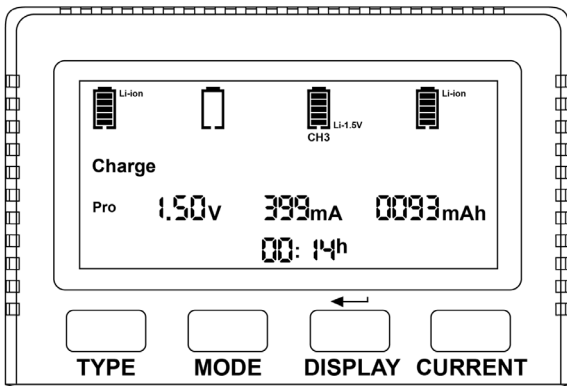 Li-ion Li-ion
Li-1.5V
CH3
Charge
Pro 1.50V 399mA 0093mAh
00:14h
TYPE MODE DISPLAY CURRENT